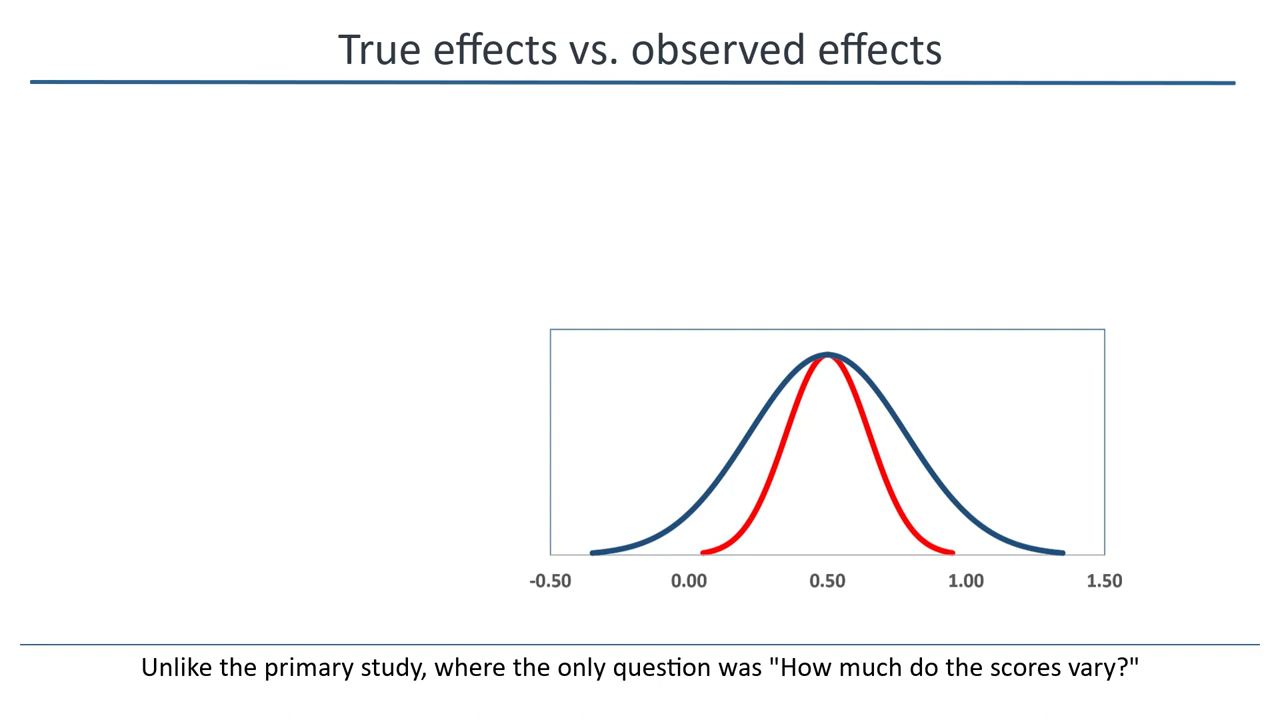 True effects vs. observed effects
-0.50 0.00 0.50 1.00 1.50
Unlike the primary study, where the only question was "How much do the scores vary?"